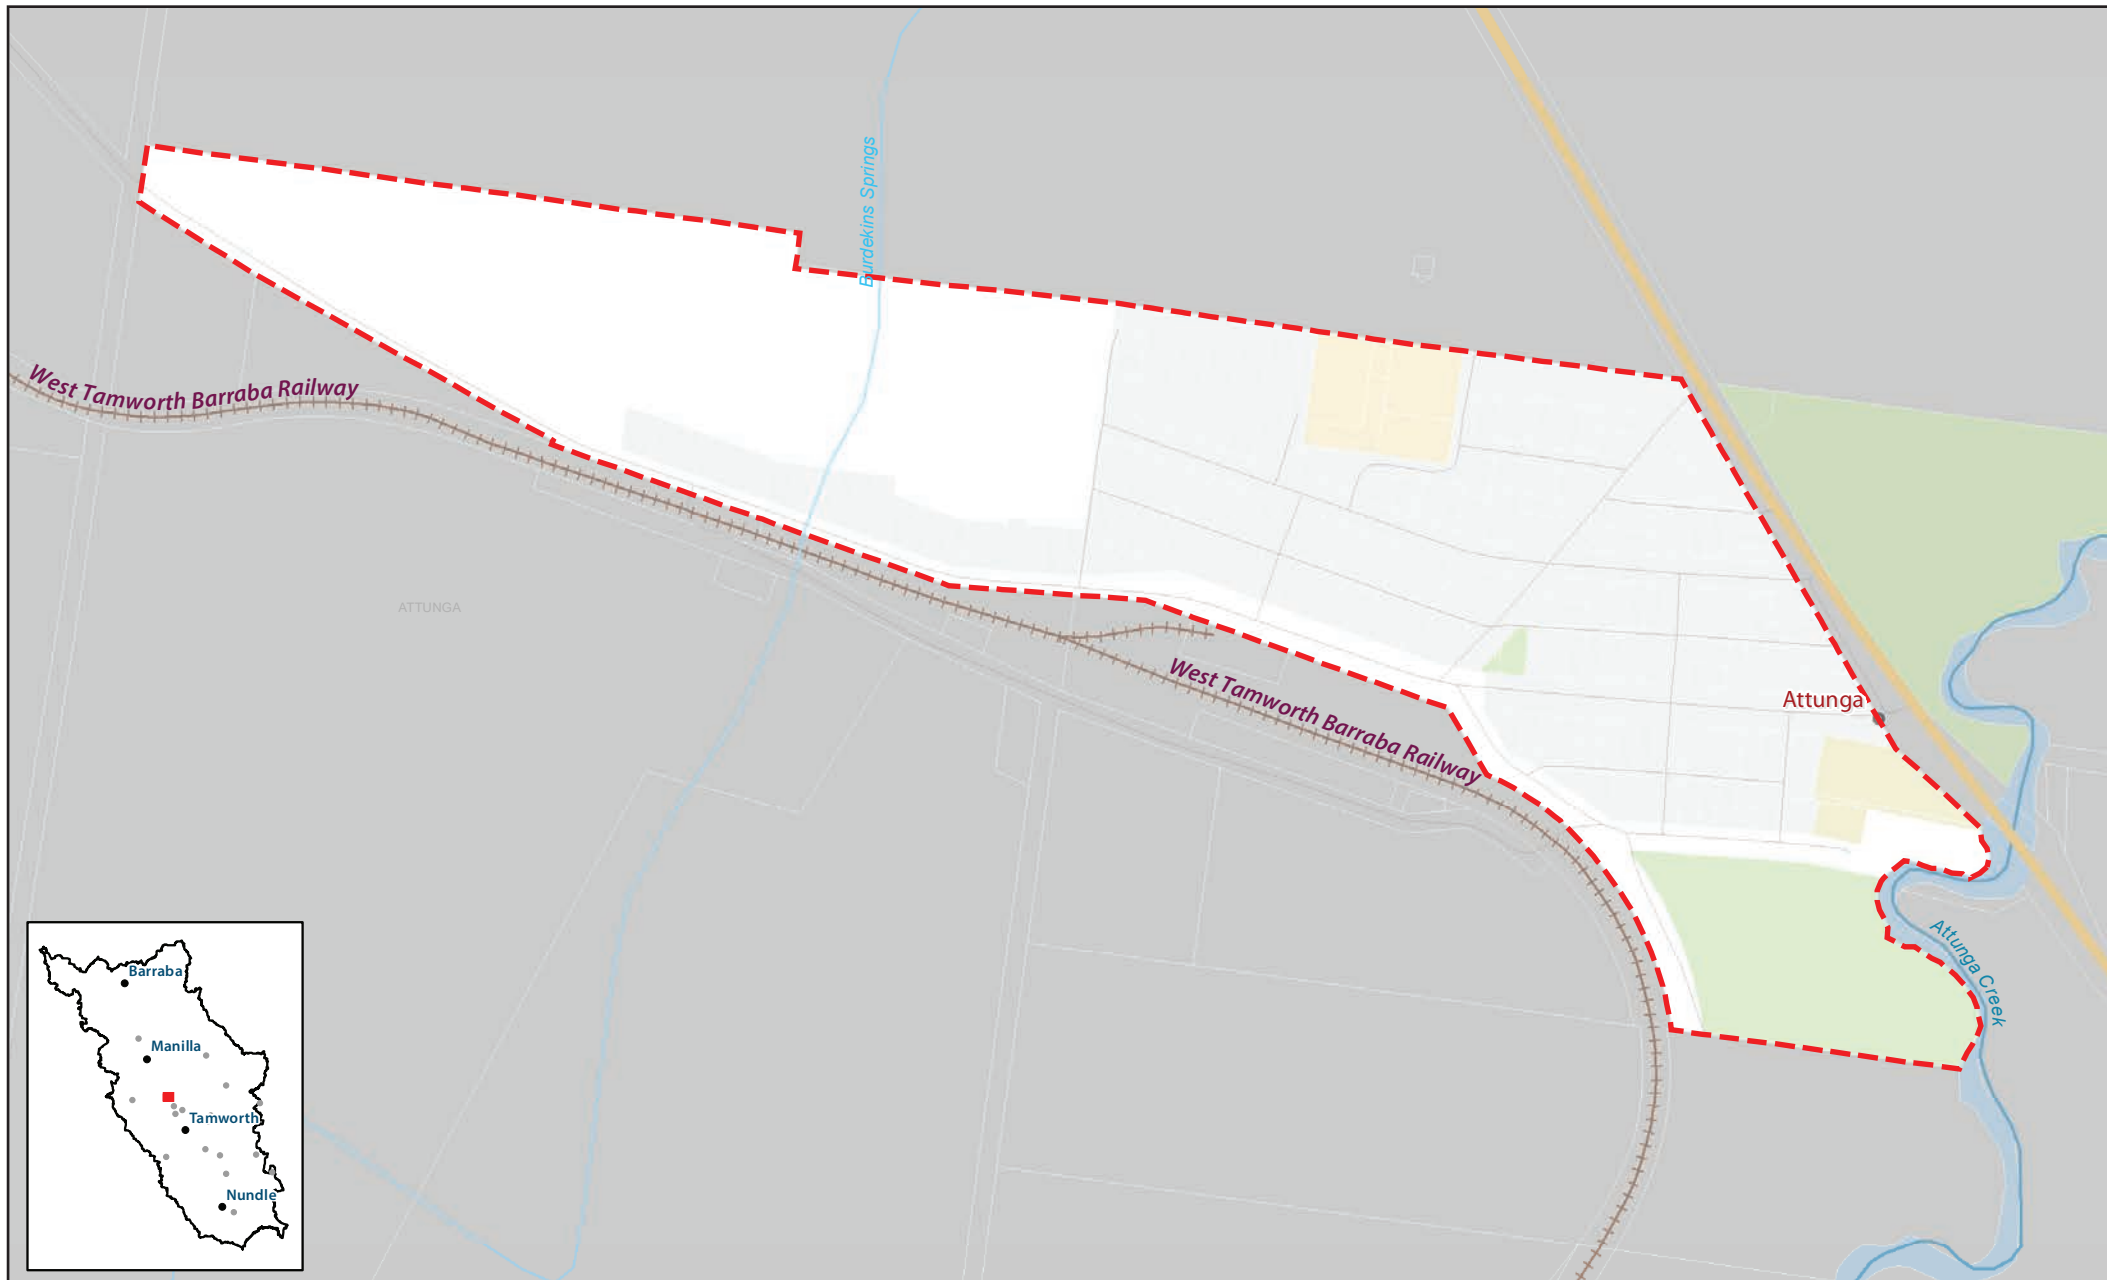 Burdekins Springs
West Tamworth Barraba Railway
ATTUNGA
West Tamworth Barraba Railway
Attunga
Attunga Creek
Barraba
Manilla
Tamworth
Nundle